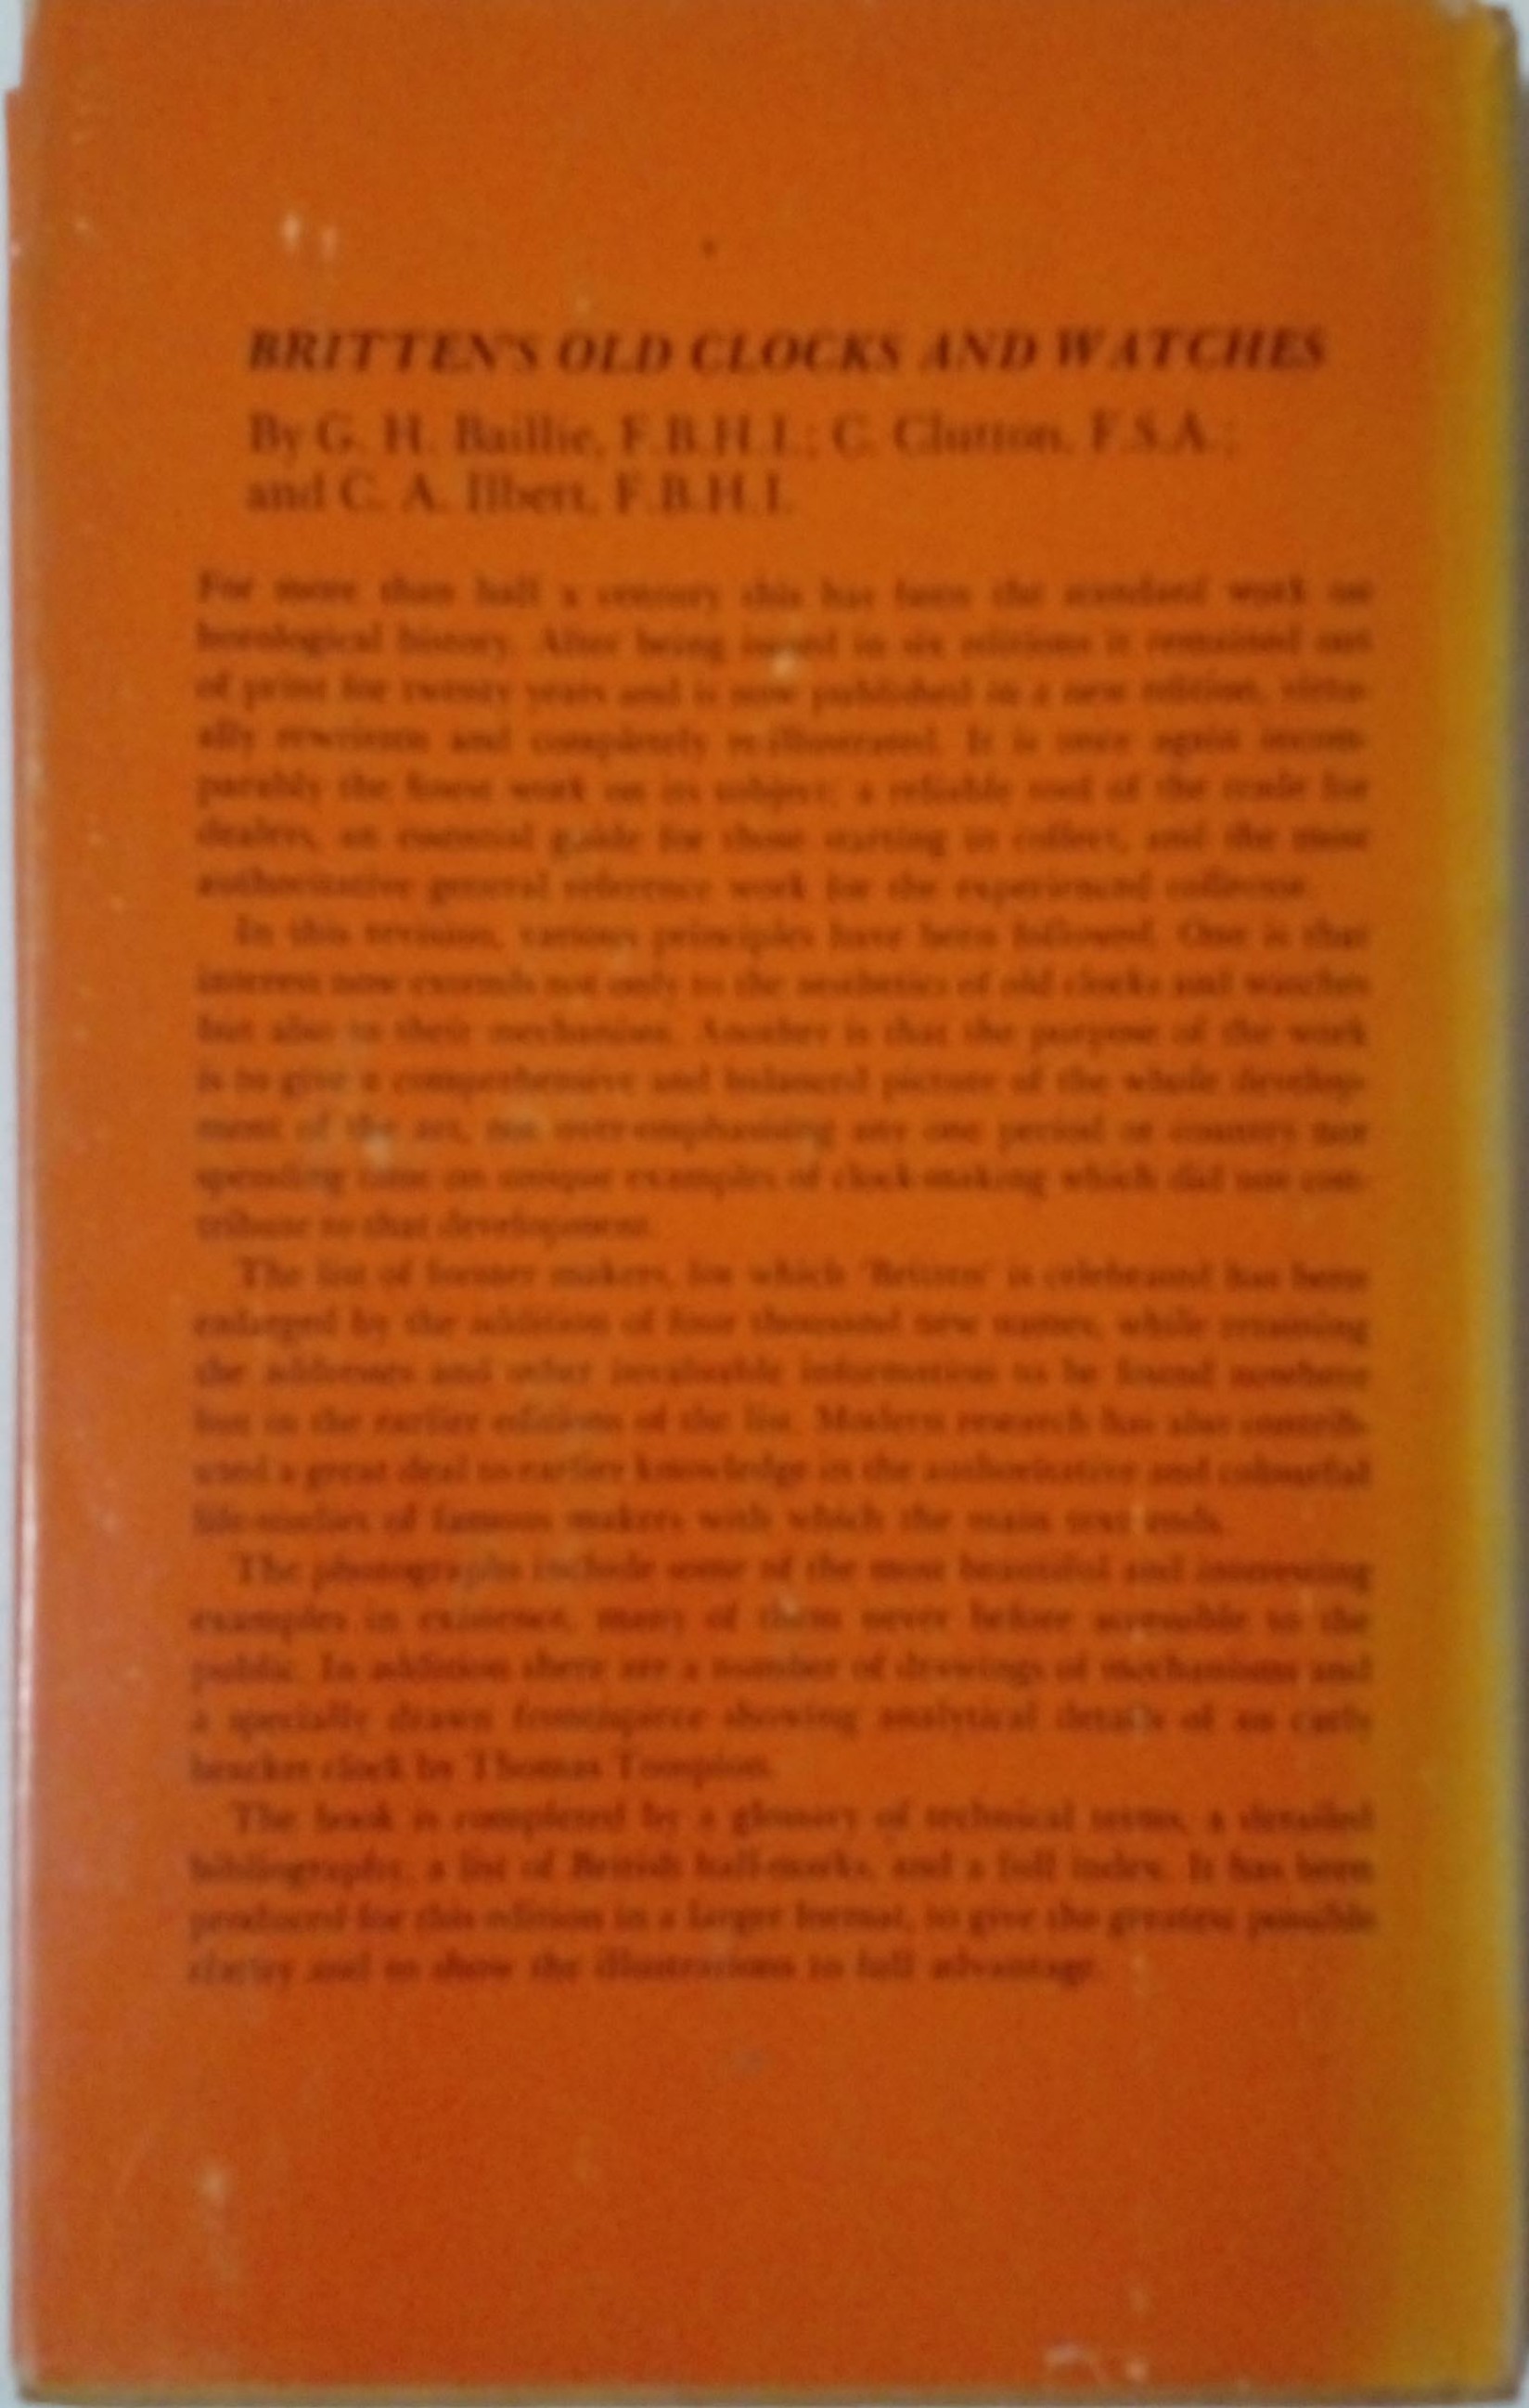 BRITTEN'S OLD CLOCKS AND WATCHES
By G. H. Baillie, F.B.H.I.; C. Clutton, F.S.A.;
and C. A. Ilbert, F.B.H.I.
For more than half a century this has been the standard work on
horological history. After being issued in six editions it remained out
of print for twenty years and is now published in a new edition, virtu-
ally rewritten and completely re-illustrated. It is once again incom-
parably the finest work on its subject: a reliable tool of the trade for
dealers, an essential guide for those starting to collect, and the most
authoritative general reference work for the experienced collector.
In this revision, various principles have been followed. One is that
interest now extends not only to the aesthetics of old clocks and watches
but also to their mechanism. Another is that the purpose of the work
is to give a comprehensive and balanced picture of the whole develop-
ment of the art, not over-emphasising any one period or country nor
spending time on unique examples of clock-making which did not con-
tribute to that development.
The list of former makers, for which 'Britten' is celebrated has been
enlarged by the addition of four thousand new names, while retaining
the addresses and other invaluable information to be found nowhere
but in the earlier editions of the list. Modern research has also contrib-
uted a great deal to earlier knowledge in the authoritative and colourful
life-studies of famous makers with which the main text ends.
The photographs include some of the most beautiful and interesting
examples in existence, many of them never before accessible to the
public. In addition there are a number of drawings of mechanisms and
a specially drawn frontispiece showing analytical details of an early
bracket clock by Thomas Tompion.
The book is completed by a glossary of technical terms, a detailed
bibliography, a list of British hall-marks, and a full index. It has been
produced for this edition in a larger format, to give the greatest possible
clarity and to show the illustrations to full advantage.